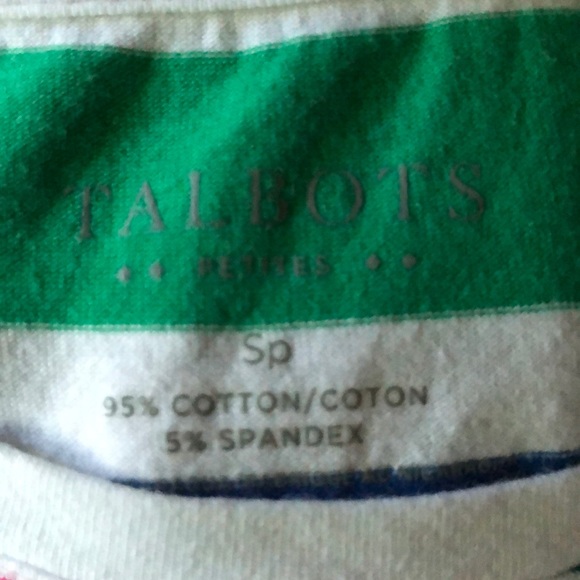 TALBOTS
PETITES
Sp
95% COTTON/COTON
5% SPANDEX